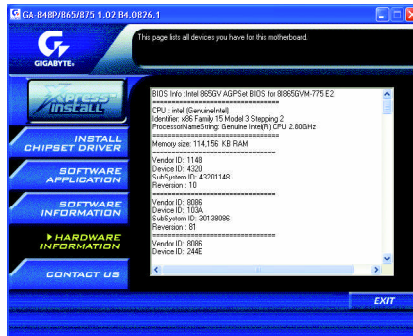 GA-848P/865/875 1.02 B4.0826.1
GIGABYTE
This page lists all devices you have for this motherboard.
Xpress
INSTALL
INSTALL
CHIPSET DRIVER
SOFTWARE
APPLICATION
SOFTWARE
INFORMATION
HARDWARE
INFORMATION
CONTACT US
BIOS Info :Intel 865GV AGPSet BIOS for 8I865GVM-775 E2
==============================
CPU : intel (GenuineIntel)
Identifier: x86 Family 15 Model 3 Stepping 2
ProcessorNameString: Genuine Intel(R) CPU 2.80GHz
==============================
Memory size: 114,156 KB RAM
==============================
Vendor ID: 1148
Device ID: 4320
SubSystem ID: 43201148
Reversion : 10
==============================
Vendor ID: 8086
Device ID: 103A
SubSystem ID: 30138086
Reversion : 81
==============================
Vendor ID: 8086
Device ID: 244E
EXIT